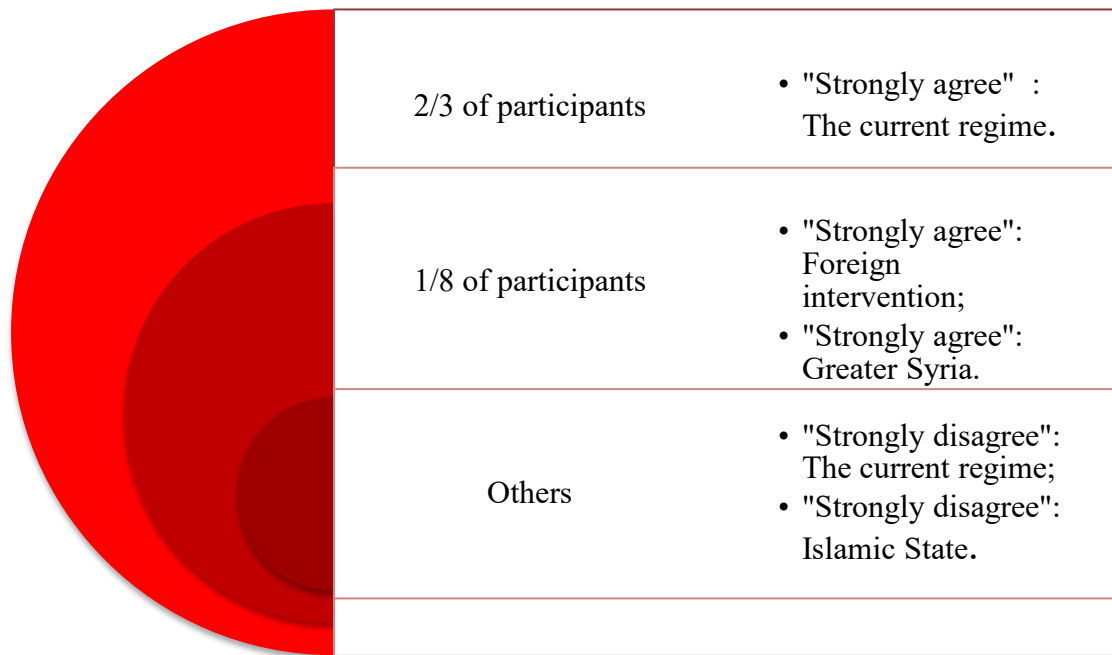 2/3 of participants
• "Strongly agree" :
The current regime.
1/8 of participants
• "Strongly agree":
Foreign
intervention;
• "Strongly agree":
Greater Syria.
Others
• "Strongly disagree":
The current regime;
• "Strongly disagree":
Islamic State.